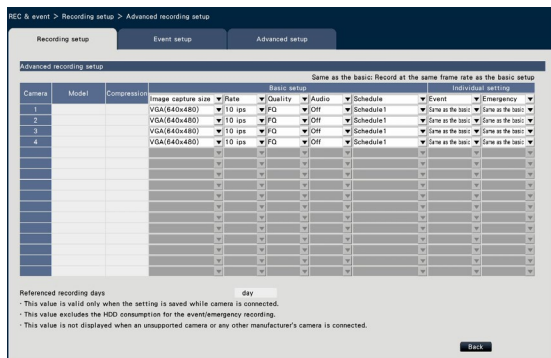 REC & event > Recording setup > Advanced recording setup
Recording setup Event setup Advanced setup
Advanced recording setup
Same as the basic: Record at the same frame rate as the basic setup
Camera Model Compression Basic setup Individual setting
Image capture size Rate Quality Audio Schedule Event Emergency
1 VGA(640x480) 10 ips FQ Off Schedule1 Same as the basic Same as the basic
2 VGA(640x480) 10 ips FQ Off Schedule1 Same as the basic Same as the basic
3 VGA(640x480) 10 ips FQ Off Schedule1 Same as the basic Same as the basic
4 VGA(640x480) 10 ips FQ Off Schedule1 Same as the basic Same as the basic
Referenced recording days day
· This value is valid only when the setting is saved while camera is connected.
· This value excludes the HDD consumption for the event/emergency recording.
· This value is not displayed when an unsupported camera or any other manufacturer's camera is connected.
Back